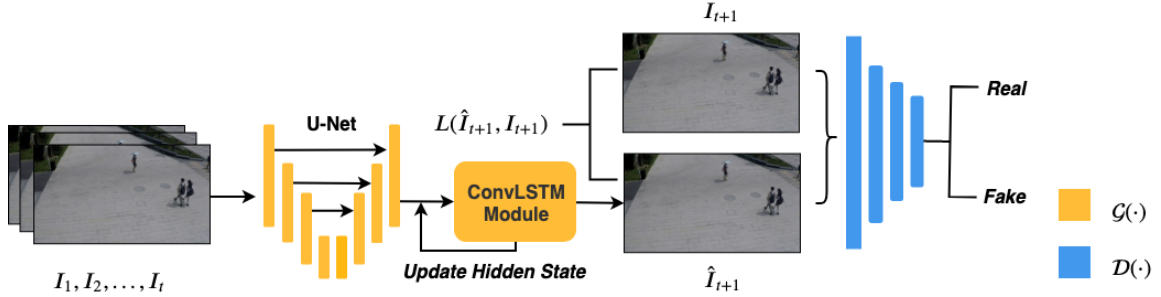 I_{t+1}
U-Net
L(Î_{t+1}, I_{t+1})
ConvLSTM
Module
Update Hidden State
I_1, I_2, ..., I_t
Î_{t+1}
Real
Fake
𝒢(·)
𝒟(·)